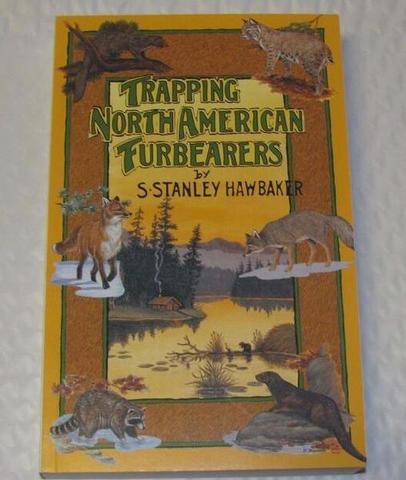 TRAPPING
NORTH AMERICAN
FURBEARERS
by
S. STANLEY HAWBAKER